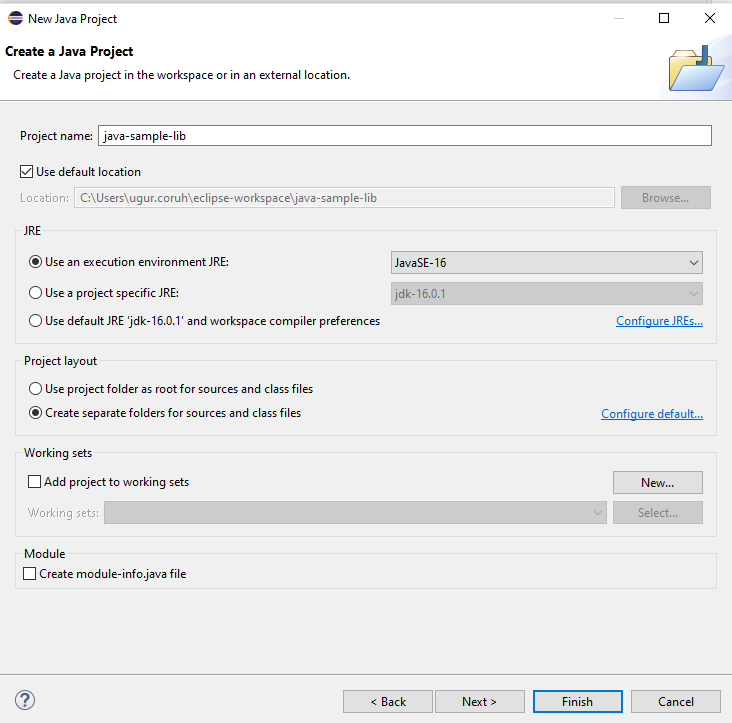 New Java Project
Create a Java Project
Create a Java project in the workspace or in an external location.
Project name: java-sample-lib
Use default location
Location: C:\Users\ugur.coruh\eclipse-workspace\java-sample-lib Browse...
JRE
Use an execution environment JRE: JavaSE-16
Use a project specific JRE: jdk-16.0.1
Use default JRE 'jdk-16.0.1' and workspace compiler preferences Configure JREs...
Project layout
Use project folder as root for sources and class files
Create separate folders for sources and class files Configure default...
Working sets
Add project to working sets New...
Working sets: Select...
Module
Create module-info.java file
? < Back Next > Finish Cancel